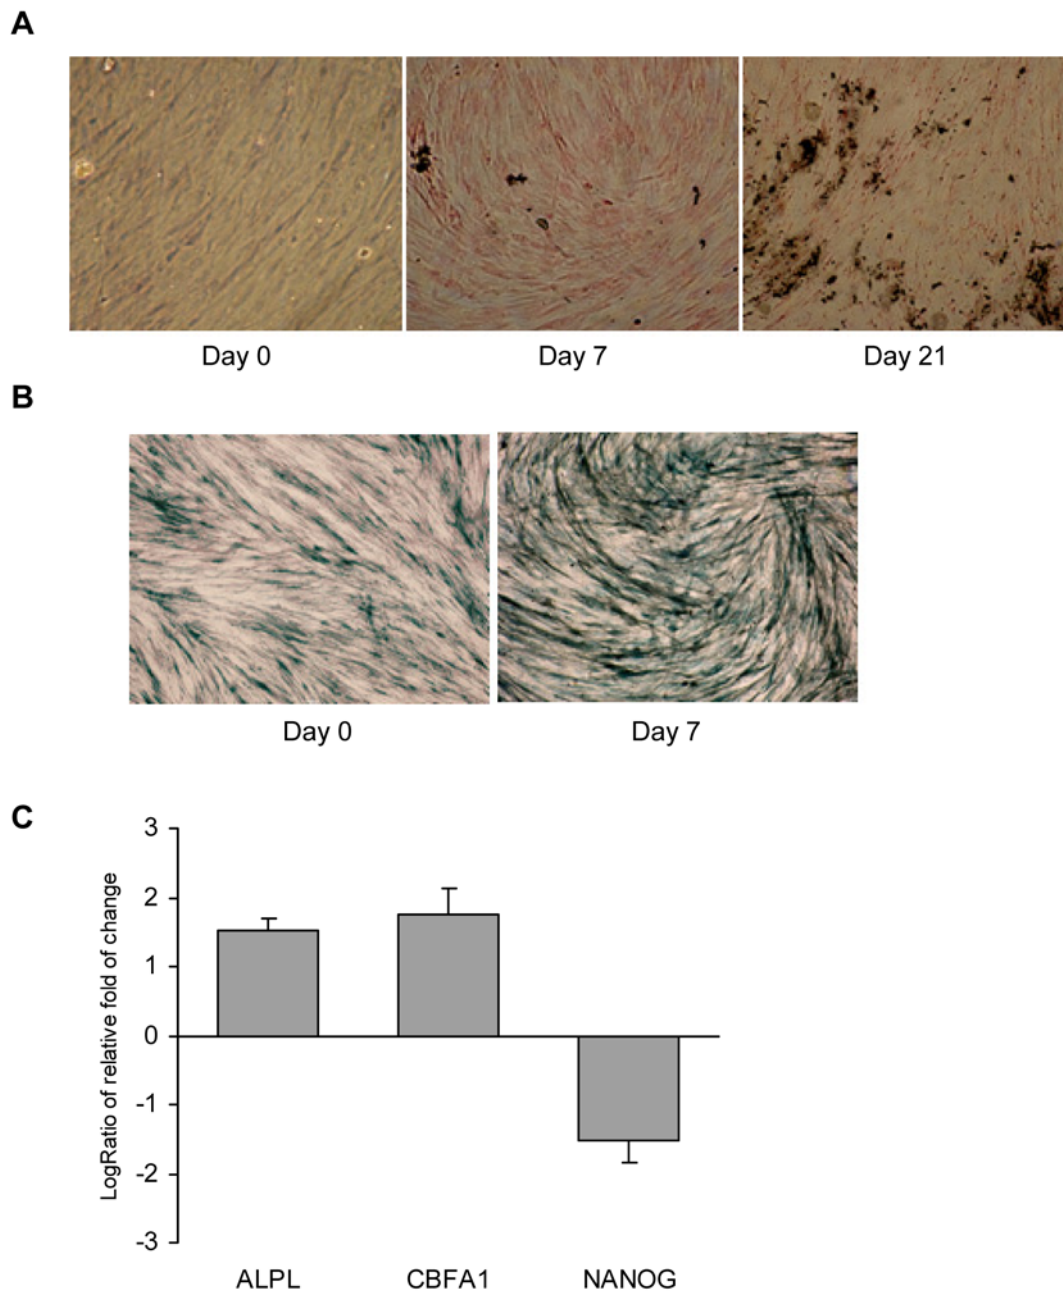 A
Day 0 Day 7 Day 21
B
Day 0 Day 7
C
LogRatio of relative fold of change
3
2
1
0
-1
-2
-3
ALPL CBFA1 NANOG